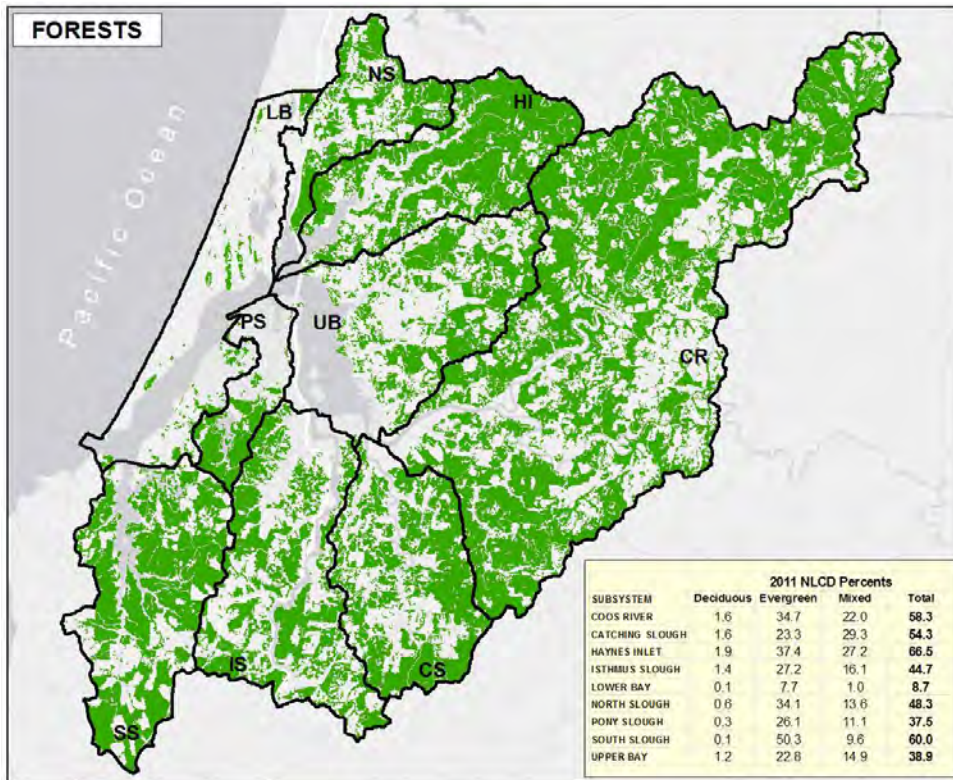 FORESTS
NS
HI
LB
Pacific Ocean
PS
UB
CR
IS
CS
SS
2011 NLCD Percents
SUBSYSTEM Deciduous Evergreen Mixed Total
COOS RIVER 1.6 34.7 22.0 58.3
CATCHING SLOUGH 1.6 23.3 29.3 54.3
HAYNES INLET 1.9 37.4 27.2 66.5
ISTHMUS SLOUGH 1.4 27.2 16.1 44.7
LOWER BAY 0.1 7.7 1.0 8.7
NORTH SLOUGH 0.6 34.1 13.6 48.3
PONY SLOUGH 0.3 26.1 11.1 37.5
SOUTH SLOUGH 0.1 50.3 9.6 60.0
UPPER BAY 1.2 22.8 14.9 38.9